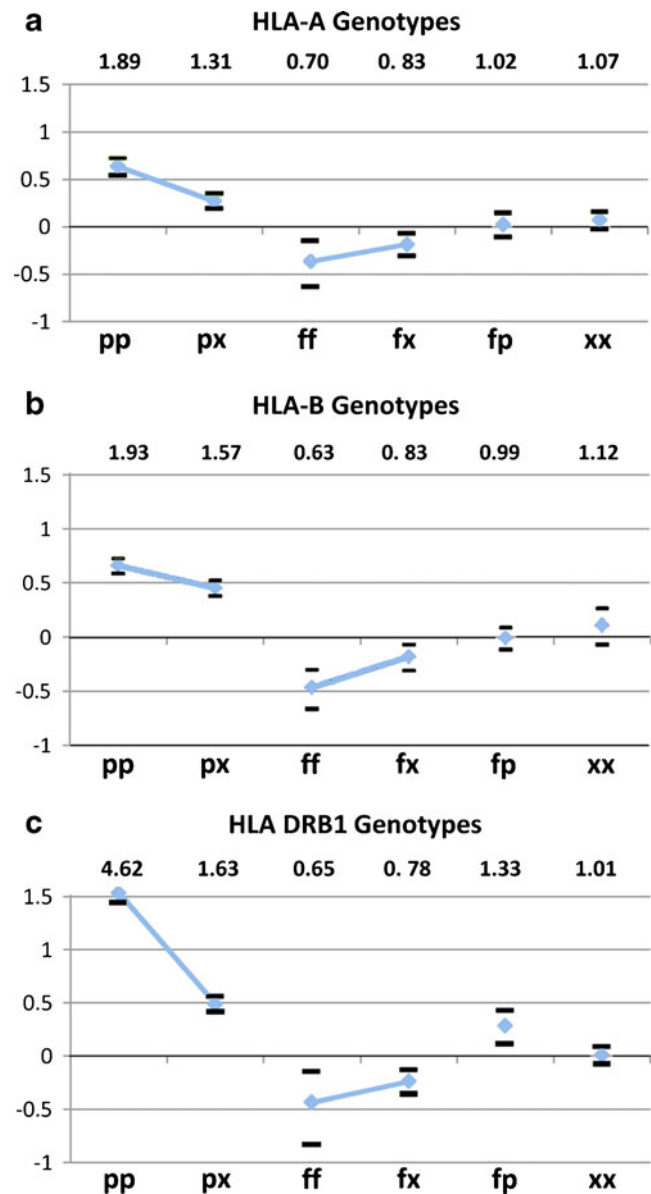 a
HLA-A Genotypes
1.89 1.31 0.70 0. 83 1.02 1.07
1.5
1
0.5
0
-0.5
-1
pp px ff fx fp xx
b
HLA-B Genotypes
1.93 1.57 0.63 0. 83 0.99 1.12
1.5
1
0.5
0
-0.5
-1
pp px ff fx fp xx
c
HLA DRB1 Genotypes
4.62 1.63 0.65 0. 78 1.33 1.01
1.5
1
0.5
0
-0.5
-1
pp px ff fx fp xx